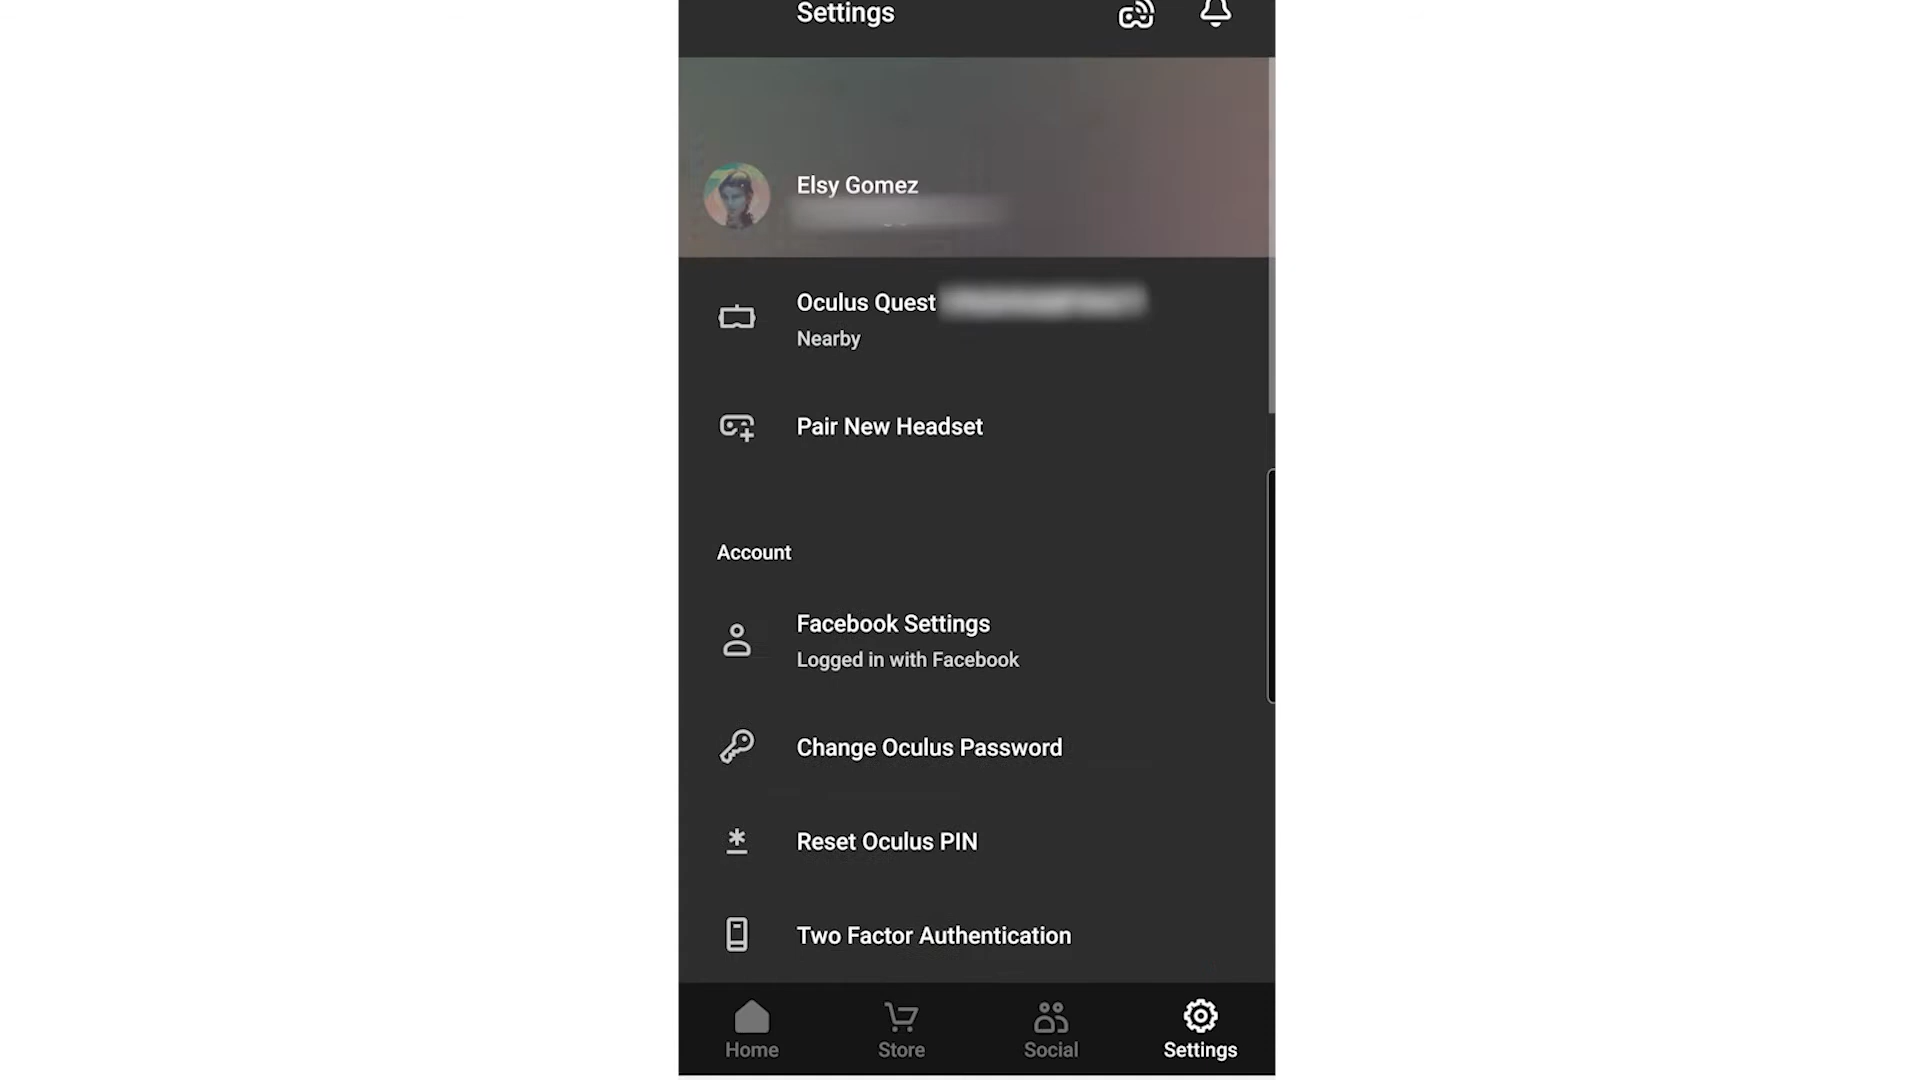 Settings
Elsy Gomez
Oculus Quest
Nearby
Pair New Headset
Account
Facebook Settings
Logged in with Facebook
Change Oculus Password
Reset Oculus PIN
Two Factor Authentication
Home
Store
Social
Settings